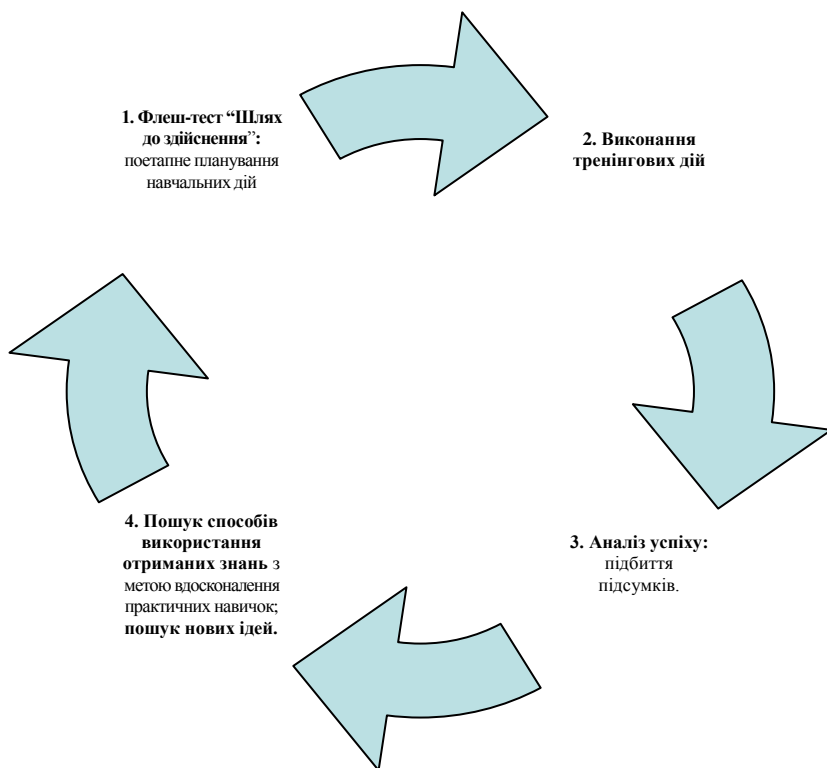 1. Флеш-тест “Шлях
до здійснення”:
поетапне планування
навчальних дій
2. Виконання
тренінгових дій
3. Аналіз успіху:
підбиття
підсумків.
4. Пошук способів
використання
отриманих знань з
метою вдосконалення
практичних навичок;
пошук нових ідей.